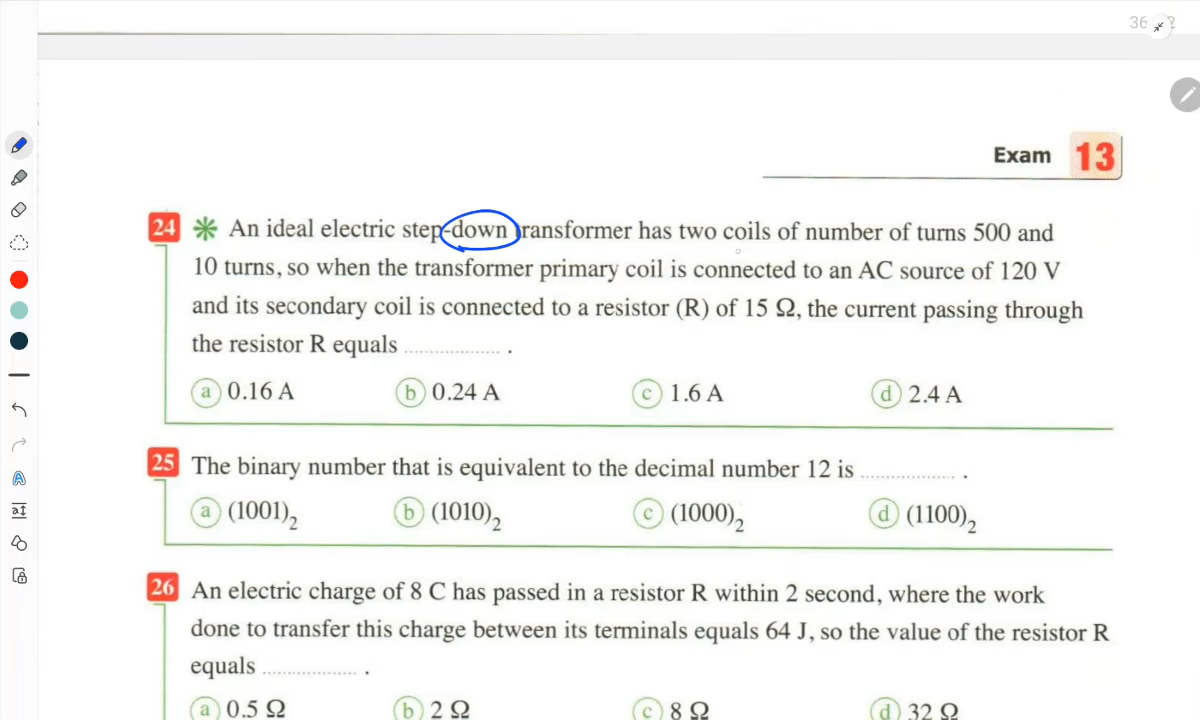 36
2
Exam 13
24 An ideal electric step-down transformer has two coils of number of turns 500 and
10 turns, so when the transformer primary coil is connected to an AC source of 120 V
and its secondary coil is connected to a resistor (R) of 15 Ω, the current passing through
the resistor R equals .................... .
a 0.16 A b 0.24 A c 1.6 A d 2.4 A
25 The binary number that is equivalent to the decimal number 12 is .................... .
a (1001)₂ b (1010)₂ c (1000)₂ d (1100)₂
26 An electric charge of 8 C has passed in a resistor R within 2 second, where the work
done to transfer this charge between its terminals equals 64 J, so the value of the resistor R
equals .................... .
a 0.5 Ω b 2 Ω c 8 Ω d 32 Ω